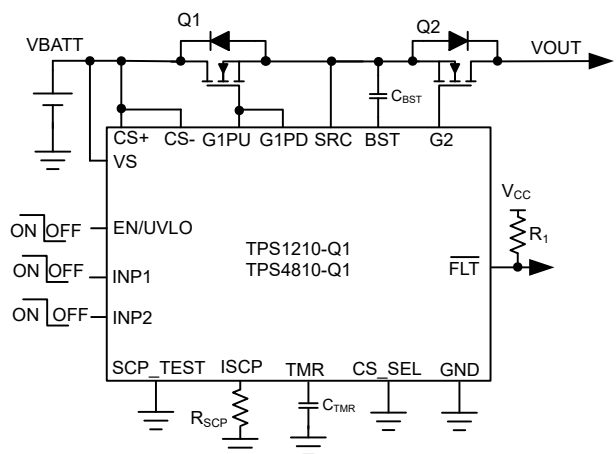 Q1
Q2
VBATT
VOUT
CBST
CS+
CS-
G1PU
G1PD
SRC
BST
G2
VS
VCC
R1
ON OFF
EN/UVLO
TPS1210-Q1
TPS4810-Q1
FLT
ON OFF
INP1
ON OFF
INP2
SCP_TEST
ISCP
TMR
CS_SEL
GND
RSCP
CTMR